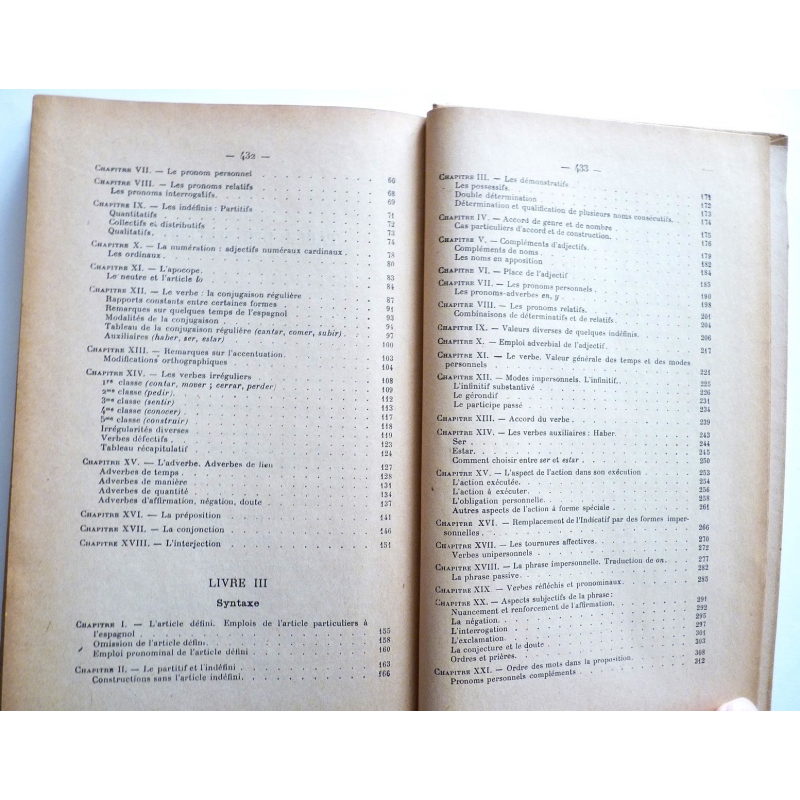 — 432 —
CHAPITRE VII. — Le pronom personnel 66
CHAPITRE VIII. — Les pronoms relatifs
Les pronoms interrogatifs. 68
CHAPITRE IX. — Les indéfinis : Partitifs 69
Quantitatifs 71
Collectifs et distributifs 72
Qualitatifs. 73
CHAPITRE X. — La numération : adjectifs numéraux cardinaux. 74
Les ordinaux. 78
CHAPITRE XI. — L'apocope. 80
Le neutre et l'article lo 83
CHAPITRE XII. — Le verbe : la conjugaison régulière 84
Rapports constants entre certaines formes 87
Remarques sur quelques temps de l'espagnol 91
Modalités de la conjugaison 93
Tableau de la conjugaison régulière (cantar, comer, subir) 94
Auxiliaires (haber, ser, estar) 97
CHAPITRE XIII. — Remarques sur l'accentuation. 100
Modifications orthographiques 103
CHAPITRE XIV. — Les verbes irréguliers 104
1re classe (contar, mover ; cerrar, perder) 108
2me classe (pedir). 109
3me classe (sentir) 112
4me classe (conocer) 113
5me classe (construir) 117
Irrégularités diverses 118
Verbes défectifs. 119
Tableau récapitulatif 123
CHAPITRE XV. — L'adverbe. Adverbes de lieu 124
Adverbes de temps. 127
Adverbes de manière 128
Adverbes de quantité 131
Adverbes d'affirmation, négation, doute 134
137
CHAPITRE XVI. — La préposition 141
CHAPITRE XVII. — La conjonction 146
CHAPITRE XVIII. — L'interjection 151
LIVRE III
Syntaxe
CHAPITRE I. — L'article défini. Emplois de l'article particuliers à
l'espagnol 155
Omission de l'article défini. 158
Emploi pronominal de l'article défini 160
CHAPITRE II. — Le partitif et l'indéfini 163
Constructions sans l'article indéfini. 166
— 433 —
CHAPITRE III. — Les démonstratifs
Les possessifs. 171
Double détermination 172
Détermination et qualification de plusieurs noms consécutifs. 173
CHAPITRE IV. — Accord de genre et de nombre 174
Cas particuliers d'accord et de construction. 175
CHAPITRE V. — Compléments d'adjectifs. 176
Compléments de noms. 179
Les noms en apposition 182
CHAPITRE VI. — Place de l'adjectif 184
CHAPITRE VII. — Les pronoms personnels. 185
Les pronoms-adverbes en, y 190
CHAPITRE VIII. — Les pronoms relatifs. 198
Combinaisons de déterminatifs et de relatifs. 201
CHAPITRE IX. — Valeurs diverses de quelques indéfinis. 204
CHAPITRE X. — Emploi adverbial de l'adjectif. 206
CHAPITRE XI. — Le verbe. Valeur générale des temps et des modes 217
personnels
CHAPITRE XII. — Modes impersonnels. L'infinitif. 221
L'infinitif substantivé 225
Le gérondif 226
Le participe passé 231
234
CHAPITRE XIII. — Accord du verbe 239
CHAPITRE XIV. — Les verbes auxiliaires : Haber. 243
Ser 244
Estar. 245
Comment choisir entre ser et estar. 250
CHAPITRE XV. — L'aspect de l'action dans son exécution 253
L'action exécutée. 254
L'action à exécuter. 256
L'obligation personnelle. 258
Autres aspects de l'action à forme spéciale 261
CHAPITRE XVI. — Remplacement de l'Indicatif par des formes imper-
sonnelles 266
CHAPITRE XVII. — Les tournures affectives. 270
Verbes unipersonnels 272
CHAPITRE XVIII. — La phrase impersonnelle. Traduction de on. 277
La phrase passive. 282
CHAPITRE XIX. — Verbes réfléchis et pronominaux. 285
CHAPITRE XX. — Aspects subjectifs de la phrase : 291
Nuancement et renforcement de l'affirmation. 292
La négation. 295
L'interrogation 297
L'exclamation. 301
La conjecture et le doute 303
Ordres et prières.
CHAPITRE XXI. — Ordre des mots dans la proposition. 308
Pronoms personnels compléments 312